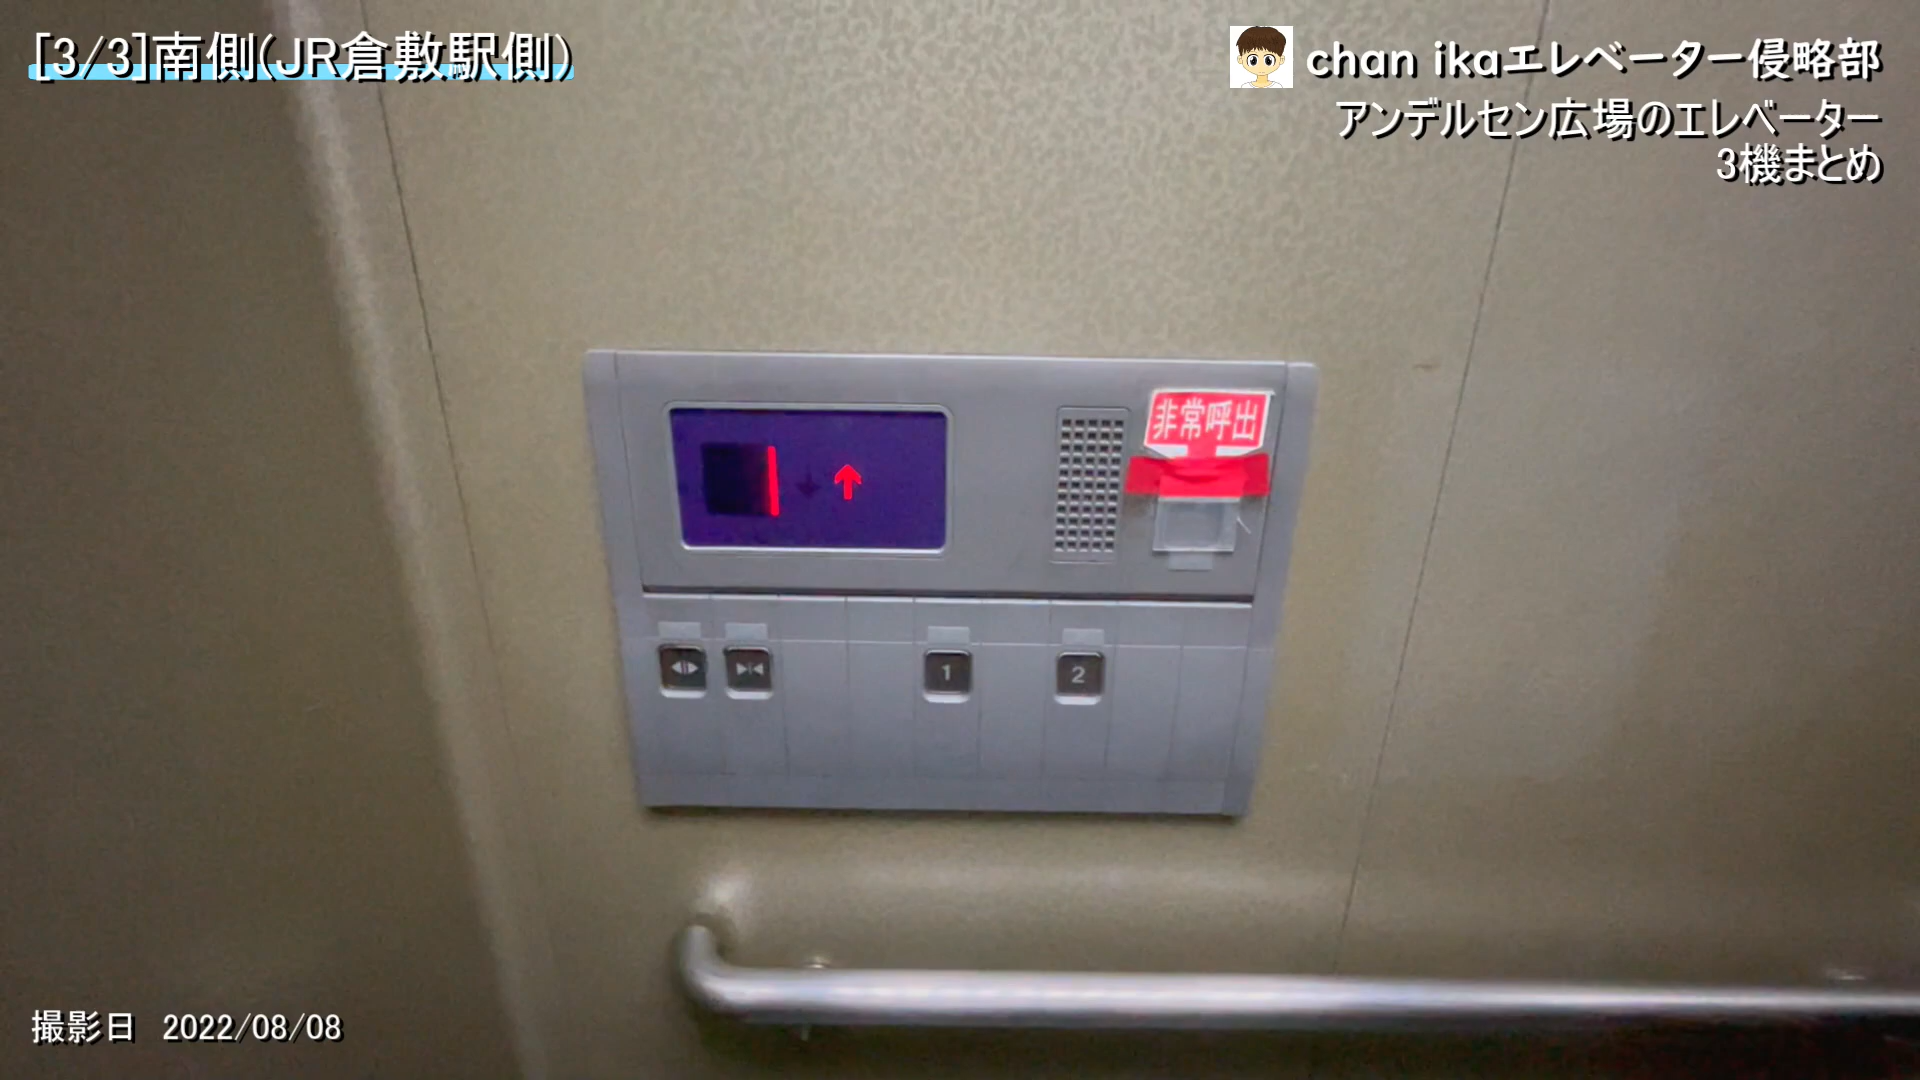 [3/3]南側(JR倉敷駅側)
chan ikaエレベーター侵略部
アンデルセン広場のエレベーター
3機まとめ
1
非常呼出
1
2
撮影日 2022/08/08